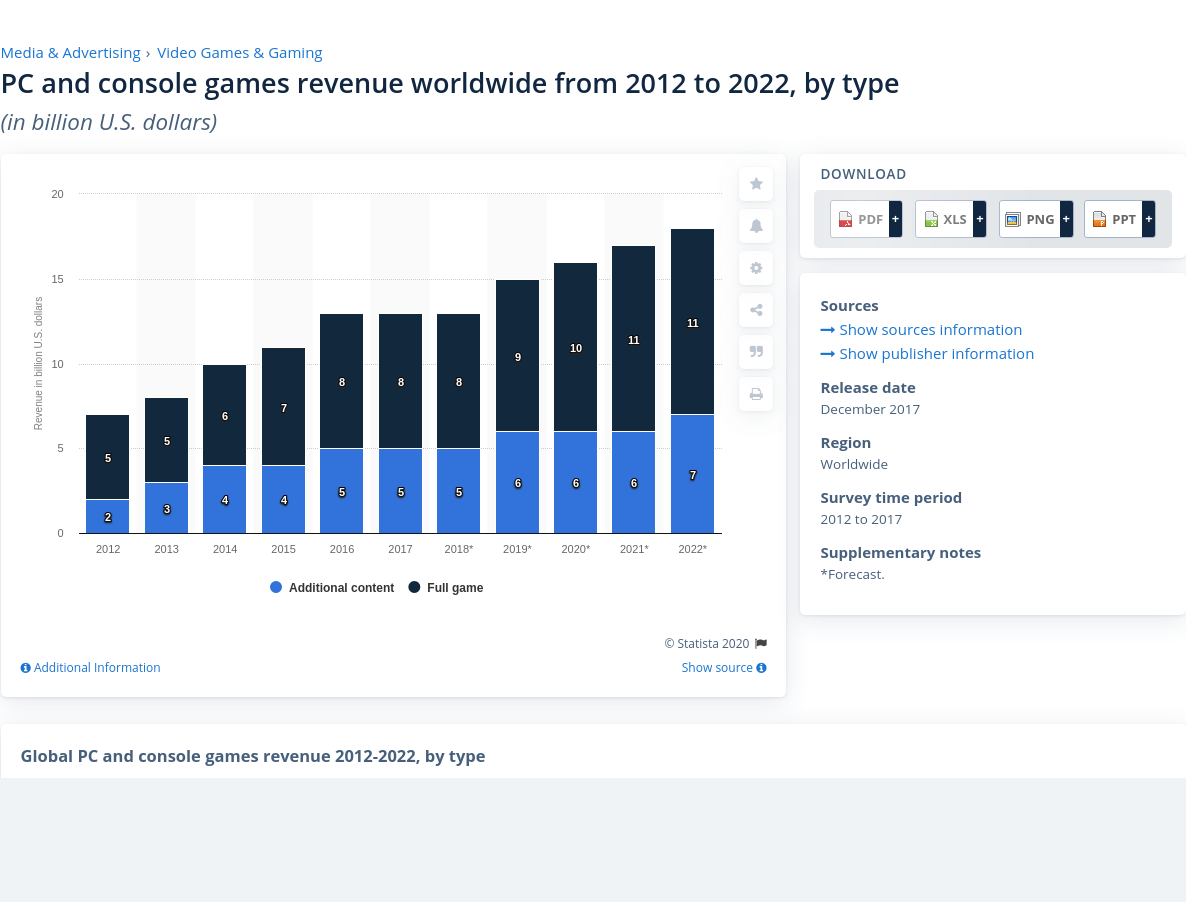 Media & Advertising › Video Games & Gaming
PC and console games revenue worldwide from 2012 to 2022, by type
(in billion U.S. dollars)
20
15
10
5
0
Revenue in billion U.S. dollars
5 5 6 7 8 8 8 9 10 11 11
2 3 4 4 5 5 5 6 6 6 7
2012 2013 2014 2015 2016 2017 2018* 2019* 2020* 2021* 2022*
Additional content Full game
© Statista 2020
Additional Information Show source
DOWNLOAD
PDF + XLS + PNG + PPT +
Sources
Show sources information
Show publisher information
Release date
December 2017
Region
Worldwide
Survey time period
2012 to 2017
Supplementary notes
*Forecast.
Global PC and console games revenue 2012-2022, by type